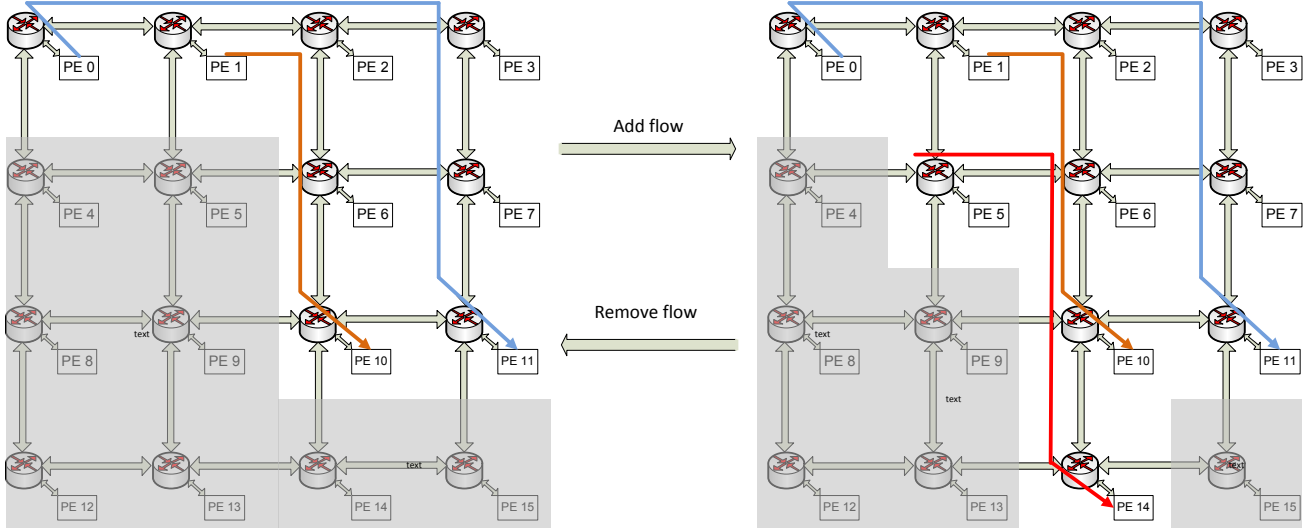 PE 0
PE 1
PE 2
PE 3
PE 4
PE 5
PE 6
PE 7
text
PE 8
PE 9
PE 10
PE 11
text
PE 12
PE 13
PE 14
PE 15
Add flow
Remove flow
PE 0
PE 1
PE 2
PE 3
PE 4
PE 5
PE 6
PE 7
text
PE 8
PE 9
PE 10
PE 11
text
text
PE 12
PE 13
PE 14
PE 15